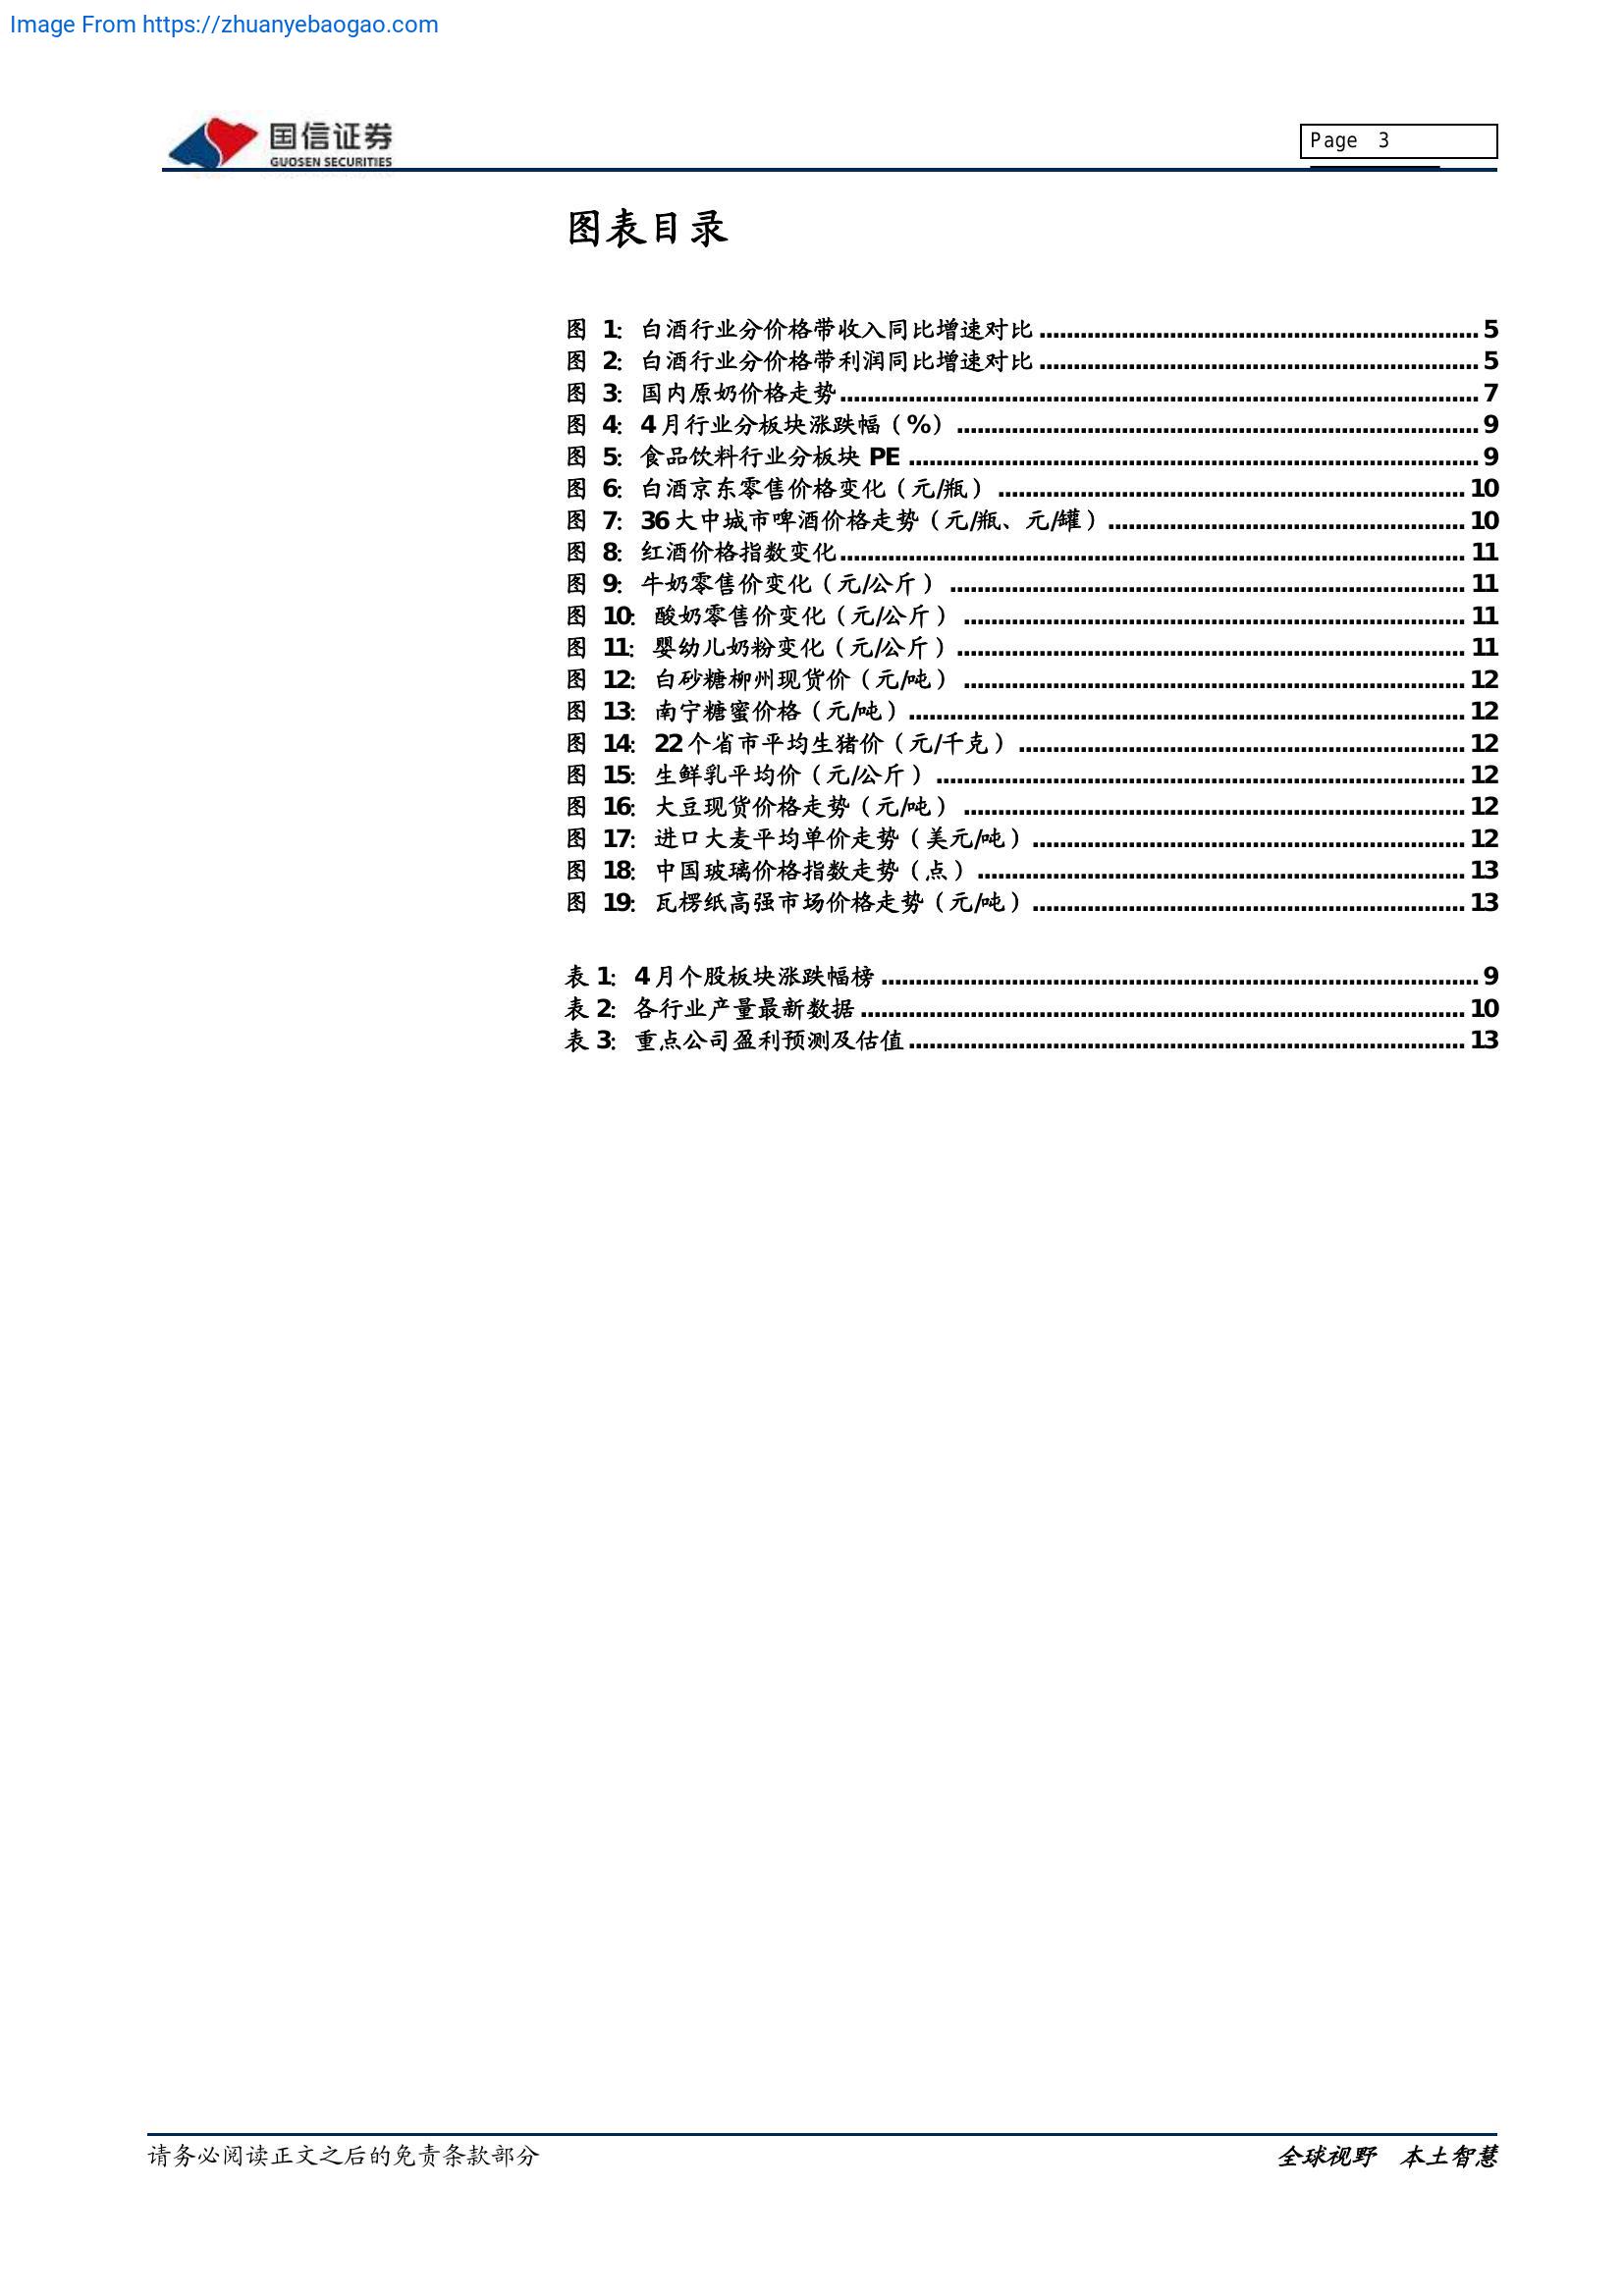 Image From https://zhuanyebaogao.com
国信证券
GUOSEN SECURITIES
Page 3
图表目录
图 1: 白酒行业分价格带收入同比增速对比 ........ 5
图 2: 白酒行业分价格带利润同比增速对比 ........ 5
图 3: 国内原奶价格走势 ........ 7
图 4: 4 月行业分板块涨跌幅（%） ........ 9
图 5: 食品饮料行业分板块 PE ........ 9
图 6: 白酒京东零售价格变化（元/瓶） ........ 10
图 7: 36 大中城市啤酒价格走势（元/瓶、元/罐） ........ 10
图 8: 红酒价格指数变化 ........ 11
图 9: 牛奶零售价变化（元/公斤） ........ 11
图 10: 酸奶零售价变化（元/公斤） ........ 11
图 11: 婴幼儿奶粉变化（元/公斤） ........ 11
图 12: 白砂糖柳州现货价（元/吨） ........ 12
图 13: 南宁糖蜜价格（元/吨） ........ 12
图 14: 22 个省市平均生猪价（元/千克） ........ 12
图 15: 生鲜乳平均价（元/公斤） ........ 12
图 16: 大豆现货价格走势（元/吨） ........ 12
图 17: 进口大麦平均单价走势（美元/吨） ........ 12
图 18: 中国玻璃价格指数走势（点） ........ 13
图 19: 瓦楞纸高强市场价格走势（元/吨） ........ 13
表 1: 4 月个股板块涨跌幅榜 ........ 9
表 2: 各行业产量最新数据 ........ 10
表 3: 重点公司盈利预测及估值 ........ 13
请务必阅读正文之后的免责条款部分
全球视野 本土智慧